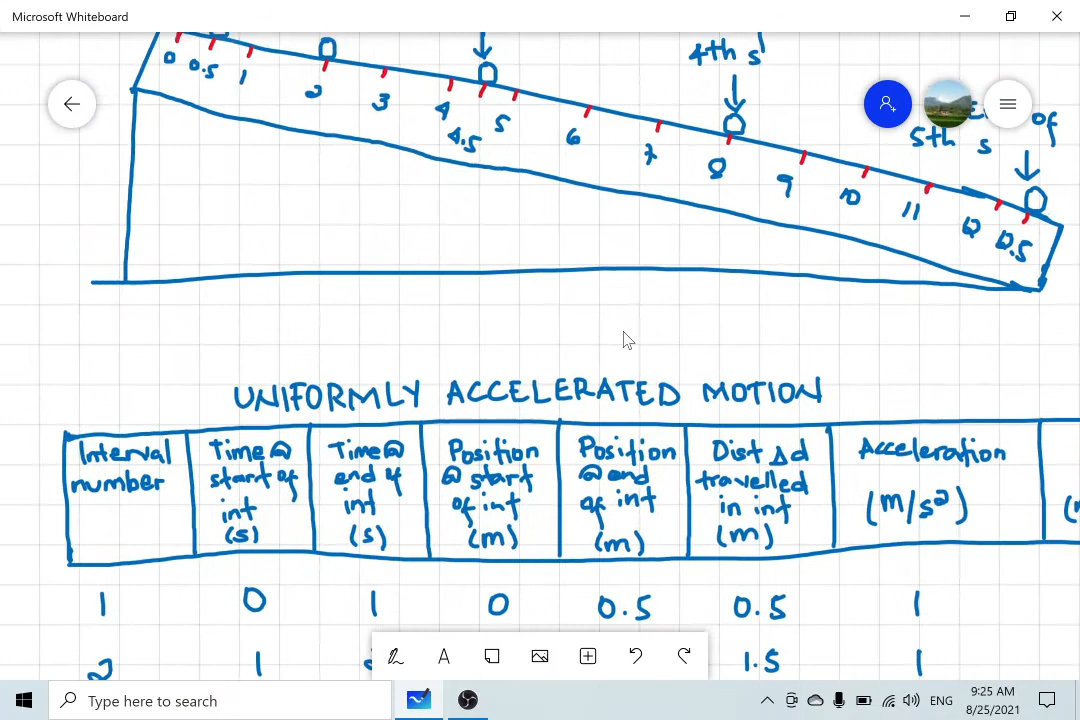 Microsoft Whiteboard
4th s
of
5th s
0 0.5 1 2 3 4 4.5 5 6 7 8 9 10 11 12 12.5
UNIFORMLY ACCELERATED MOTION
Interval number
Time @ start of int (s)
Time @ end of int (s)
Position @ start of int (m)
Position @ end of int (m)
Dist Δd travelled in int (m)
Acceleration (m/s²)
1 0 1 0 0.5 0.5 1
2 1 1.5 1
Type here to search
ENG
9:25 AM
8/25/2021